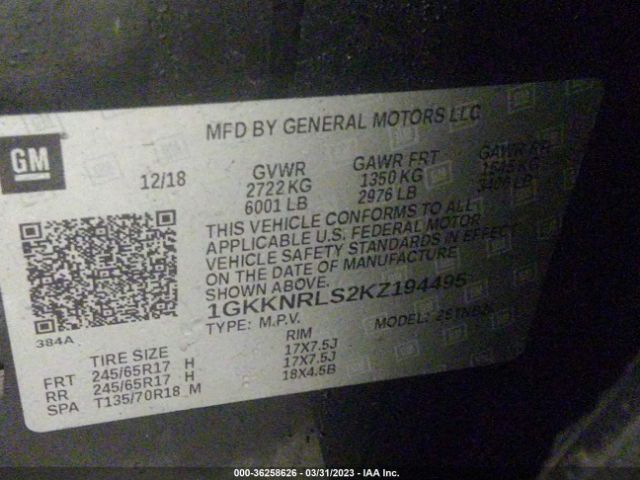 GM
MFD BY GENERAL MOTORS LLC
12/18 GVWR GAWR FRT GAWR RR
2722 KG 1350 KG
6001 LB 2976 LB
THIS VEHICLE CONFORMS TO ALL
APPLICABLE U.S. FEDERAL MOTOR
VEHICLE SAFETY STANDARDS IN EFFECT
ON THE DATE OF MANUFACTURE
SHOWN ABOVE.
1GKKNRLS2KZ194495
TYPE: M.P.V. MODEL:
384A
TIRE SIZE RIM
FRT 245/65R17 H 17X7.5J
RR 245/65R17 H 17X7.5J
SPA T135/70R18 M 18X4.5B
000-36258626 - 03/31/2023 - IAA Inc.